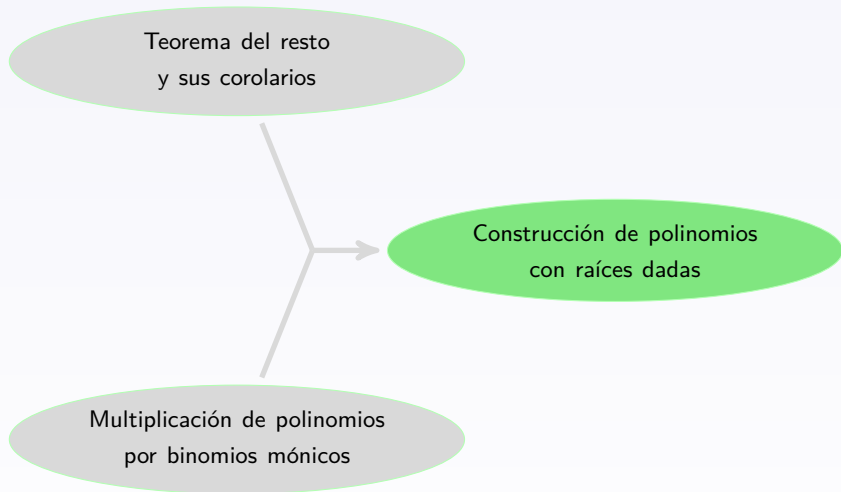 Teorema del resto
y sus corolarios
Construcción de polinomios
con raíces dadas
Multiplicación de polinomios
por binomios mónicos